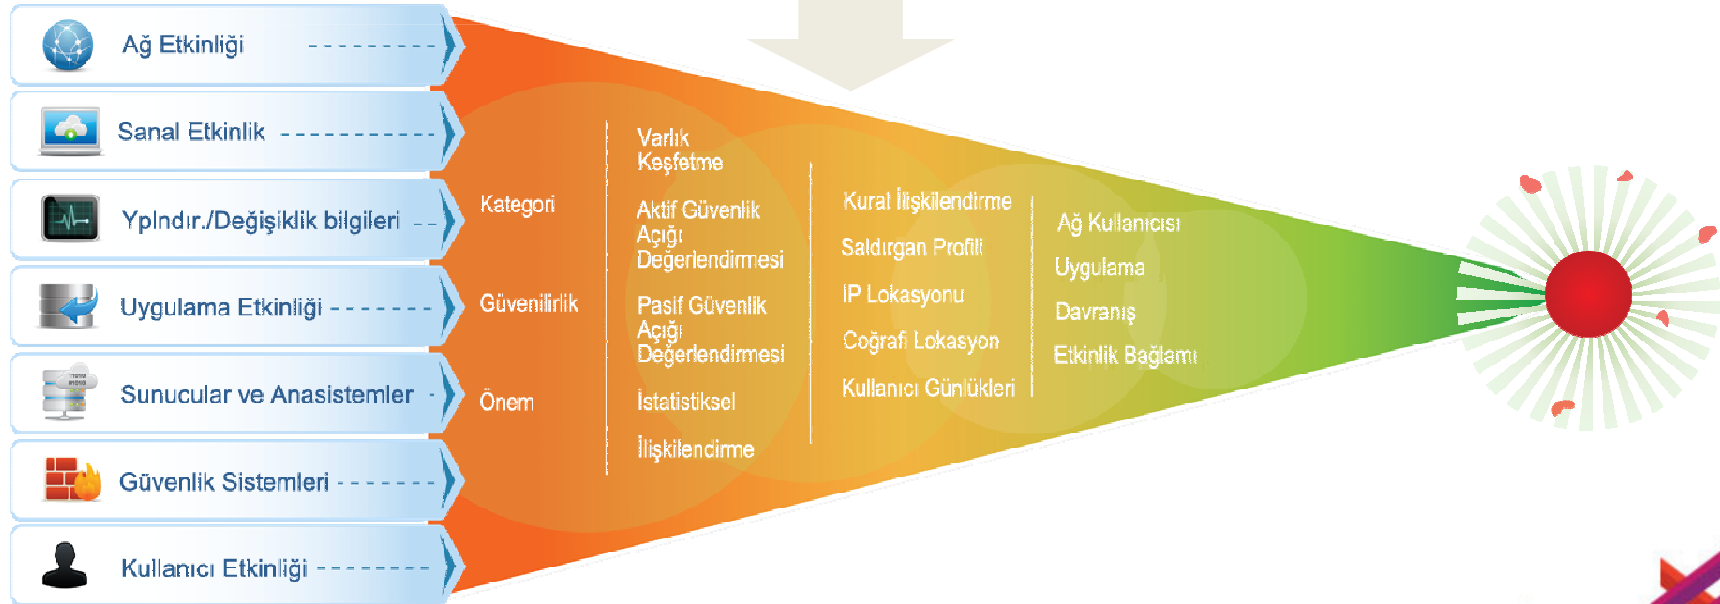 Ağ Etkinliği
Sanal Etkinlik
Yplndır./Değişiklik bilgileri
Uygulama Etkinliği
Sunucular ve Anasistemler
Güvenlik Sistemleri
Kullanıcı Etkinliği
Kategori
Güvenilirlik
Önem
Varlık
Keşfetme
Aktif Güvenlik
Açığı
Değerlendirmesi
Pasif Güvenlik
Açığı
Değerlendirmesi
İstatistiksel
İlişkilendirme
Kural İlişkilendirme
Saldırgan Profili
IP Lokasyonu
Coğrafi Lokasyon
Kullanıcı Günlükleri
Ağ Kullanıcısı
Uygulama
Davranış
Etkinlik Bağlamı